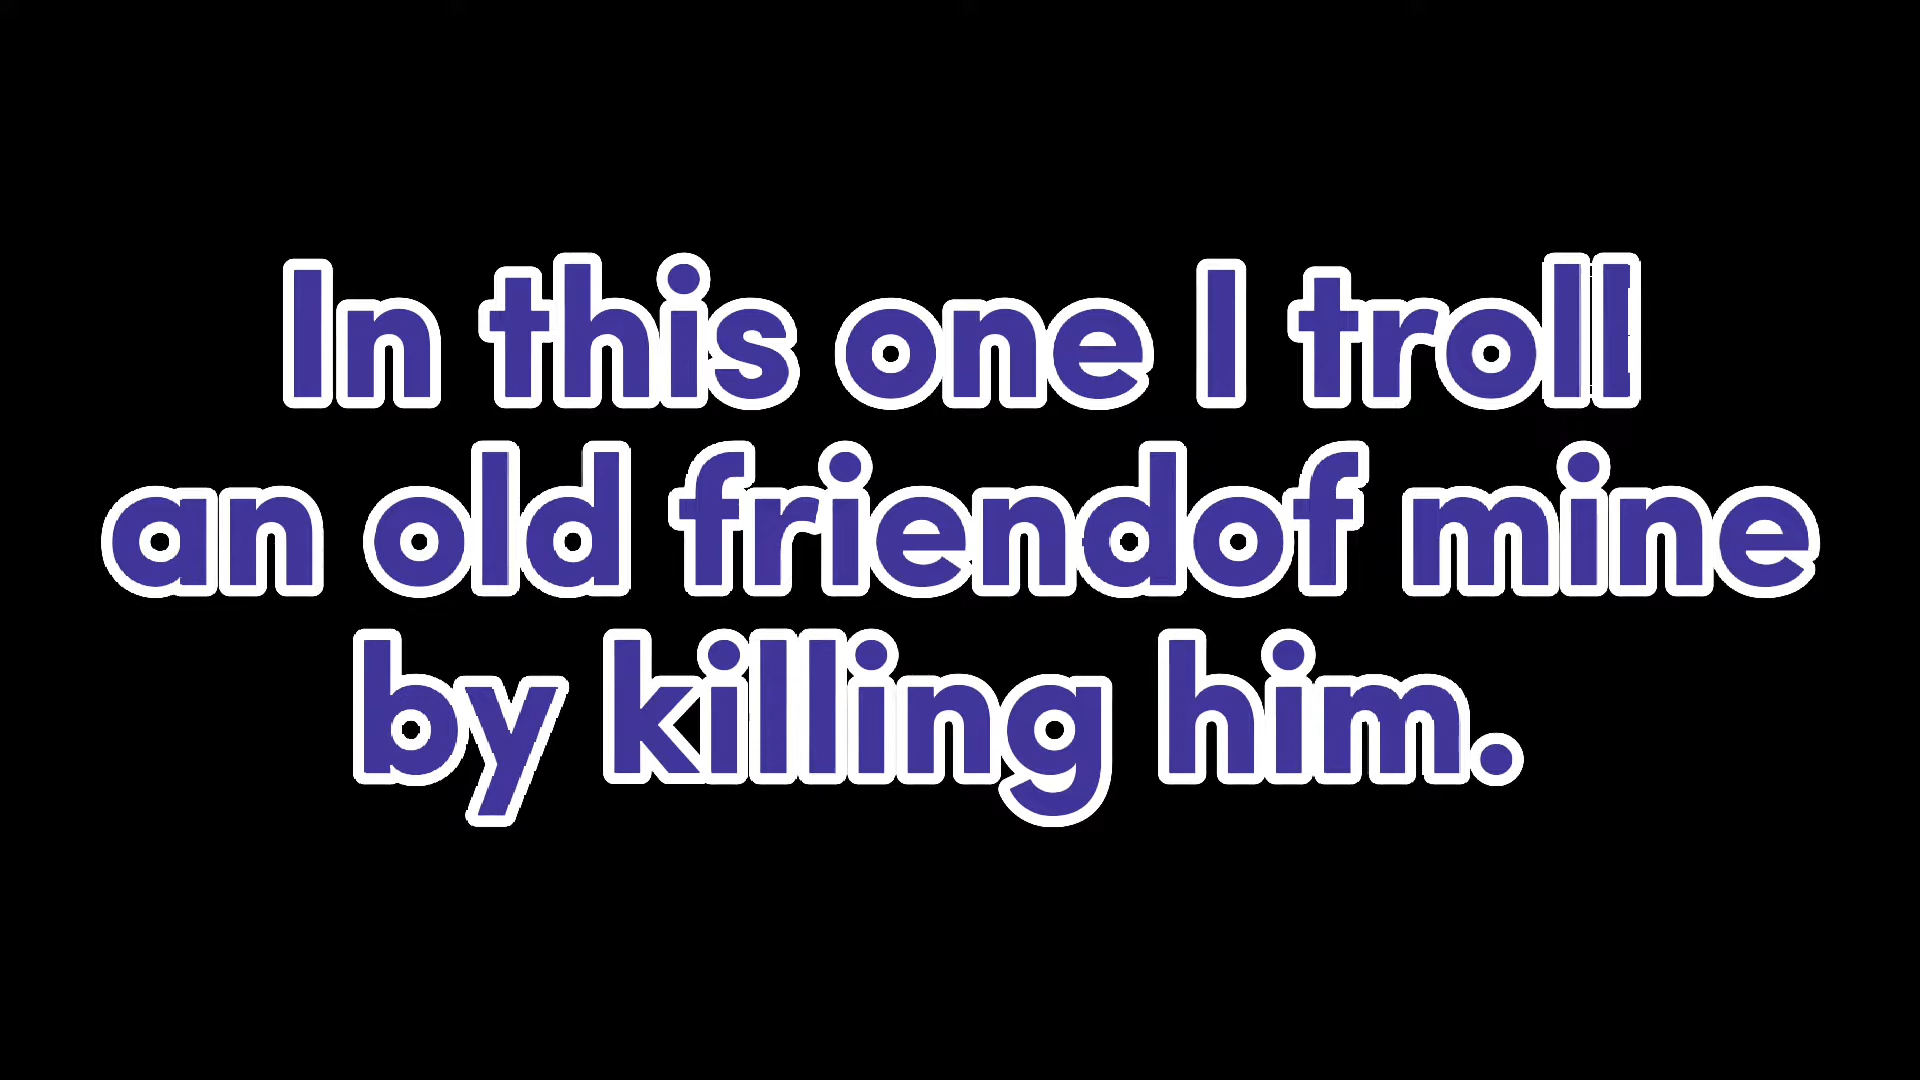 In this one I troll
an old friendof mine
by killing him.